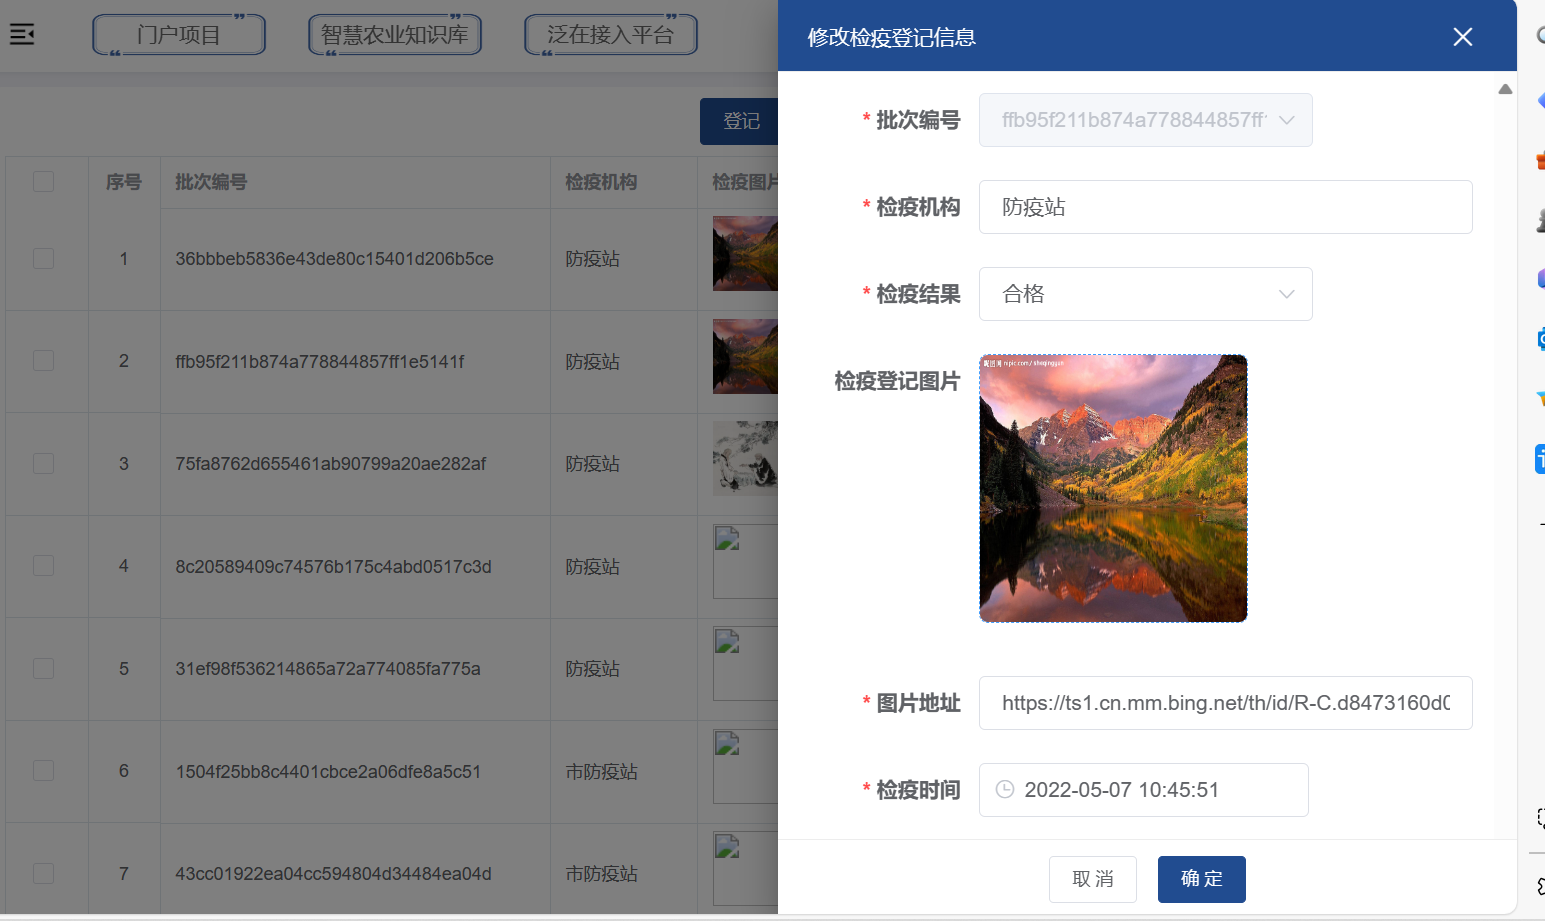 门户项目
智慧农业知识库
泛在接入平台
登记
序号
批次编号
检疫机构
检疫图片
1
36bbbeb5836e43de80c15401d206b5ce
防疫站
2
ffb95f211b874a778844857ff1e5141f
防疫站
3
75fa8762d655461ab90799a20ae282af
防疫站
4
8c20589409c74576b175c4abd0517c3d
防疫站
5
31ef98f536214865a72a774085fa775a
防疫站
6
1504f25bb8c4401cbce2a06dfe8a5c51
市防疫站
7
43cc01922ea04cc594804d34484ea04d
市防疫站
修改检疫登记信息
* 批次编号
ffb95f211b874a778844857ff
* 检疫机构
防疫站
* 检疫结果
合格
检疫登记图片
* 图片地址
https://ts1.cn.mm.bing.net/th/id/R-C.d8473160d
* 检疫时间
2022-05-07 10:45:51
取 消
确 定